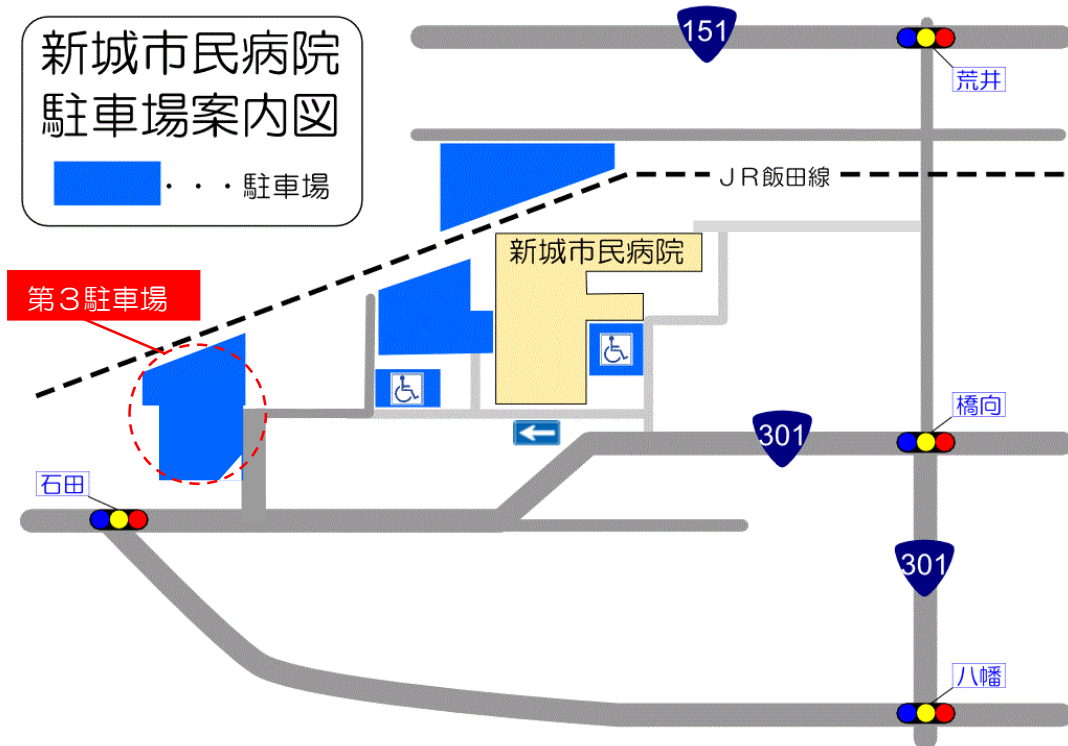 新城市民病院
駐車場案内図
・・・駐車場
151
荒井
JR飯田線
新城市民病院
第3駐車場
橋向
301
石田
301
八幡